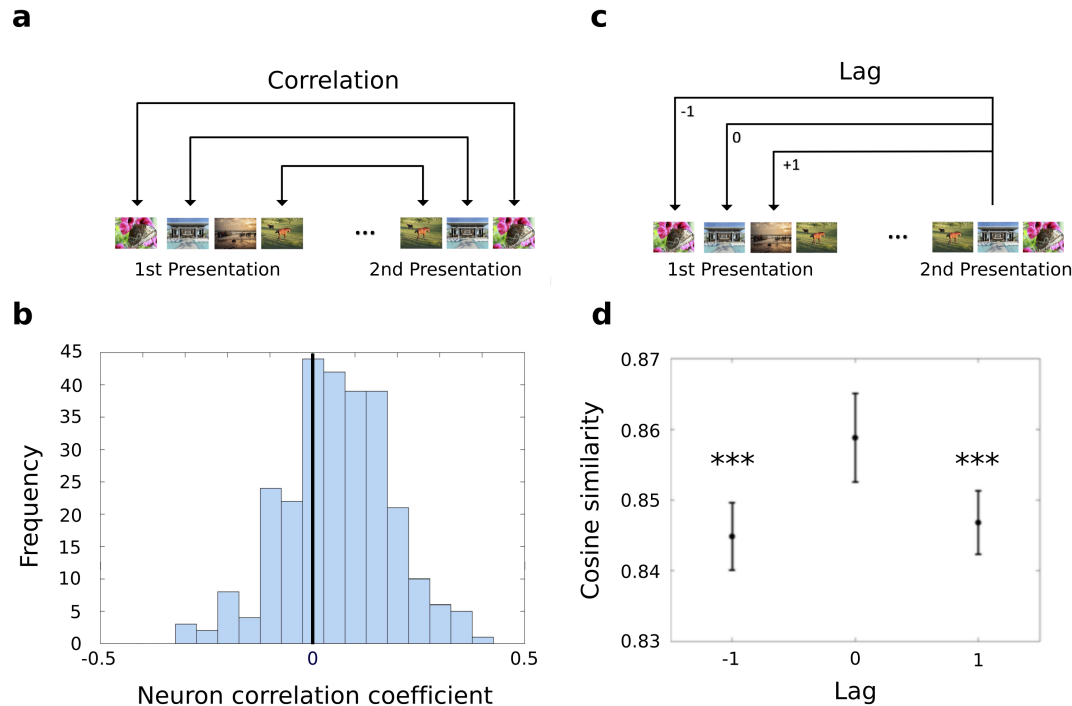 a
Correlation
...
1st Presentation
2nd Presentation
c
Lag
-1
0
+1
...
1st Presentation
2nd Presentation
b
45
40
35
30
25
20
15
10
5
0
Frequency
-0.5
0
0.5
Neuron correlation coefficient
d
0.87
0.86
0.85
0.84
0.83
Cosine similarity
***
***
-1
0
1
Lag